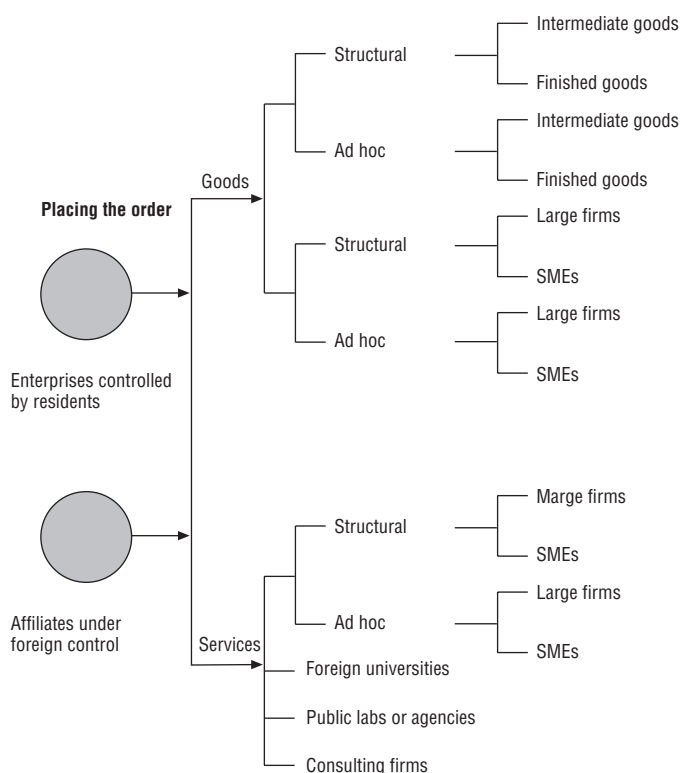 Placing the order
Enterprises controlled
by residents
Affiliates under
foreign control
Goods
Structural
Intermediate goods
Finished goods
Ad hoc
Intermediate goods
Finished goods
Structural
Large firms
SMEs
Ad hoc
Large firms
SMEs
Services
Structural
Marge firms
SMEs
Ad hoc
Large firms
SMEs
Foreign universities
Public labs or agencies
Consulting firms